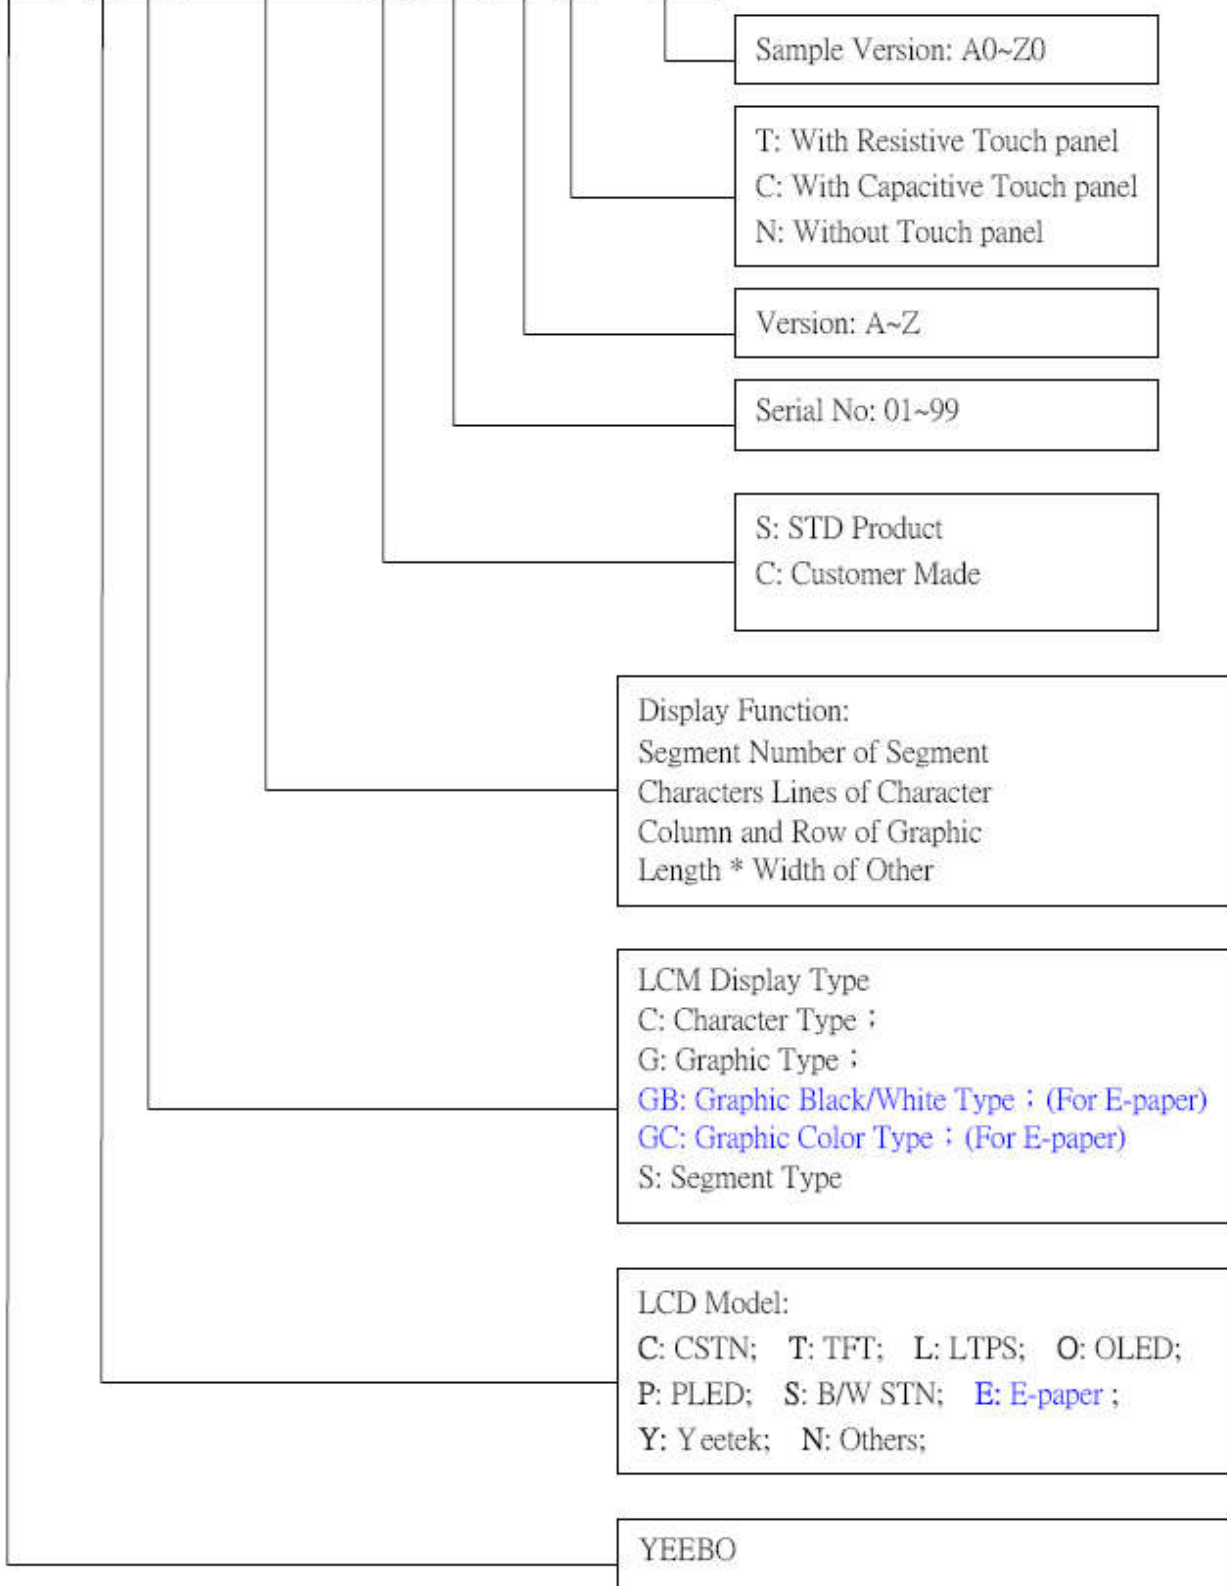 Sample Version: A0~Z0
T: With Resistive Touch panel
C: With Capacitive Touch panel
N: Without Touch panel
Version: A~Z
Serial No: 01~99
S: STD Product
C: Customer Made
Display Function:
Segment Number of Segment
Characters Lines of Character
Column and Row of Graphic
Length * Width of Other
LCM Display Type
C: Character Type；
G: Graphic Type；
GB: Graphic Black/White Type；(For E-paper)
GC: Graphic Color Type；(For E-paper)
S: Segment Type
LCD Model:
C: CSTN; T: TFT; L: LTPS; O: OLED;
P: PLED; S: B/W STN; E: E-paper ;
Y: Yeetek; N: Others;
YEEBO